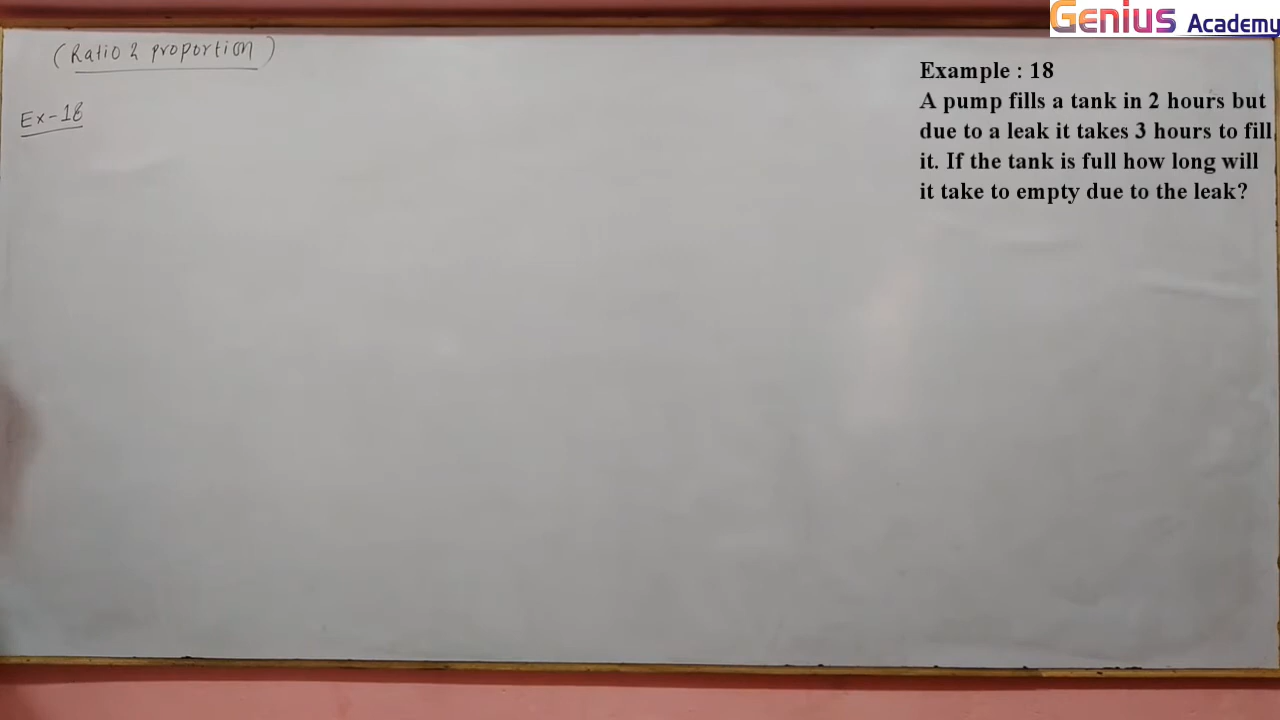 Genius Academy
(Ratio & proportion)
Ex-18
Example : 18
A pump fills a tank in 2 hours but
due to a leak it takes 3 hours to fill
it. If the tank is full how long will
it take to empty due to the leak?